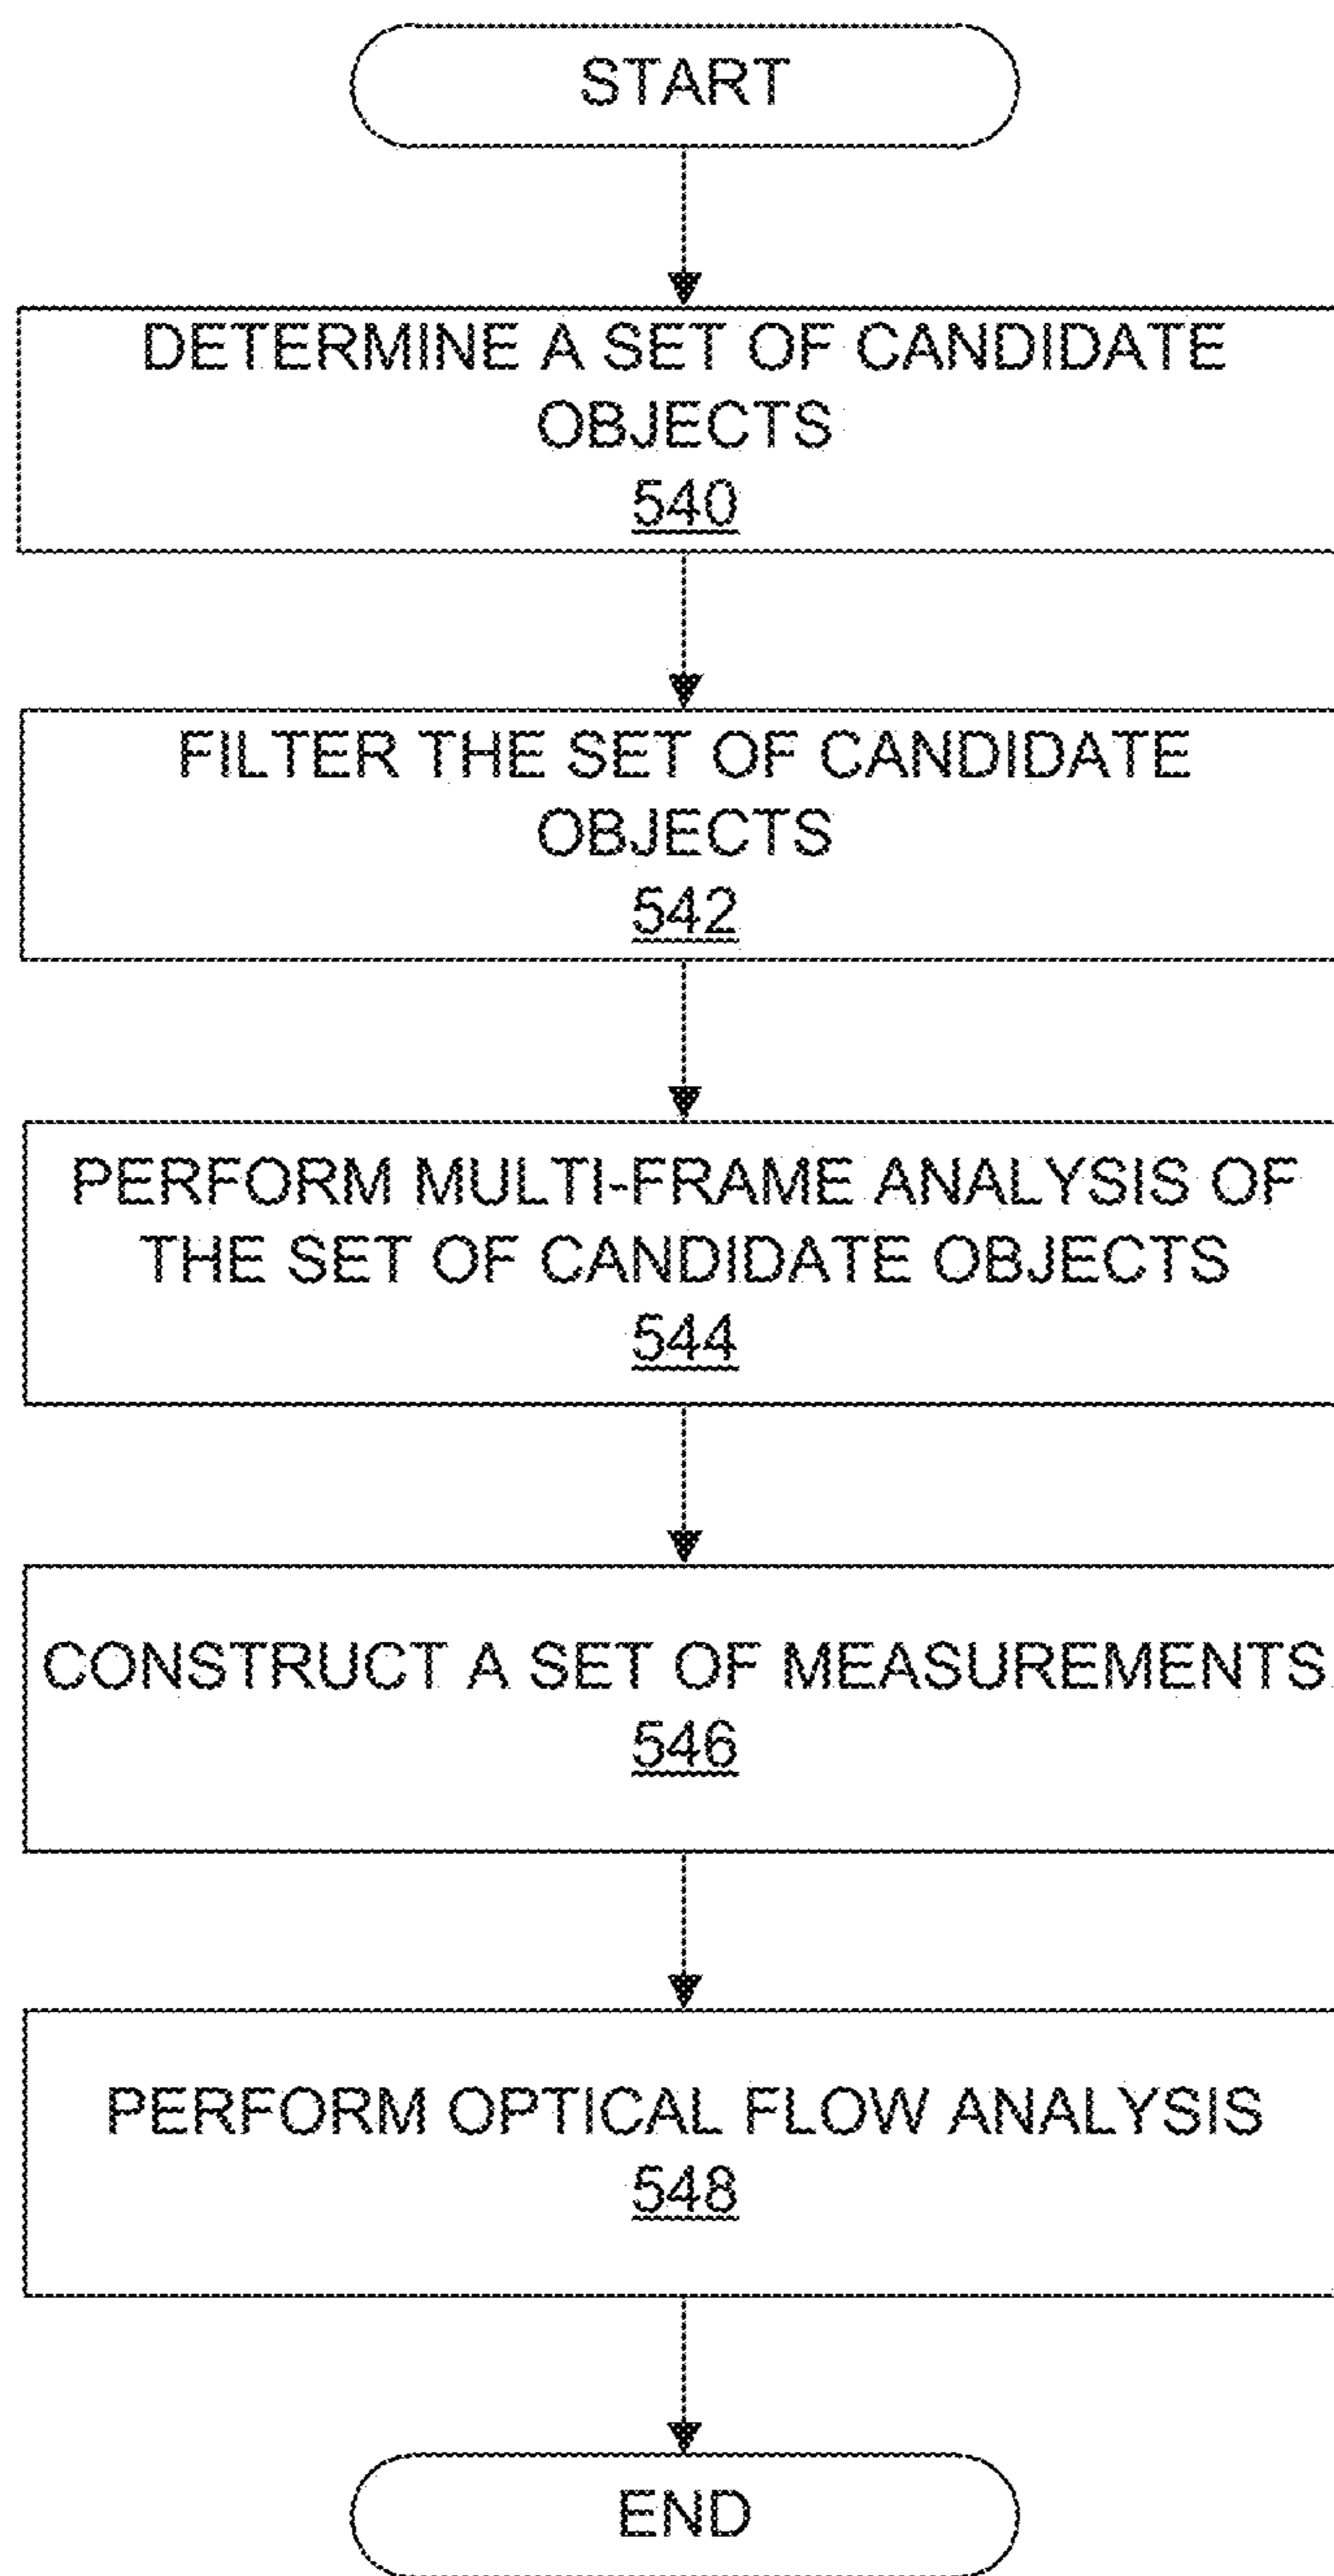 START
DETERMINE A SET OF CANDIDATE
OBJECTS
540
FILTER THE SET OF CANDIDATE
OBJECTS
542
PERFORM MULTI-FRAME ANALYSIS OF
THE SET OF CANDIDATE OBJECTS
544
CONSTRUCT A SET OF MEASUREMENTS
546
PERFORM OPTICAL FLOW ANALYSIS
548
END